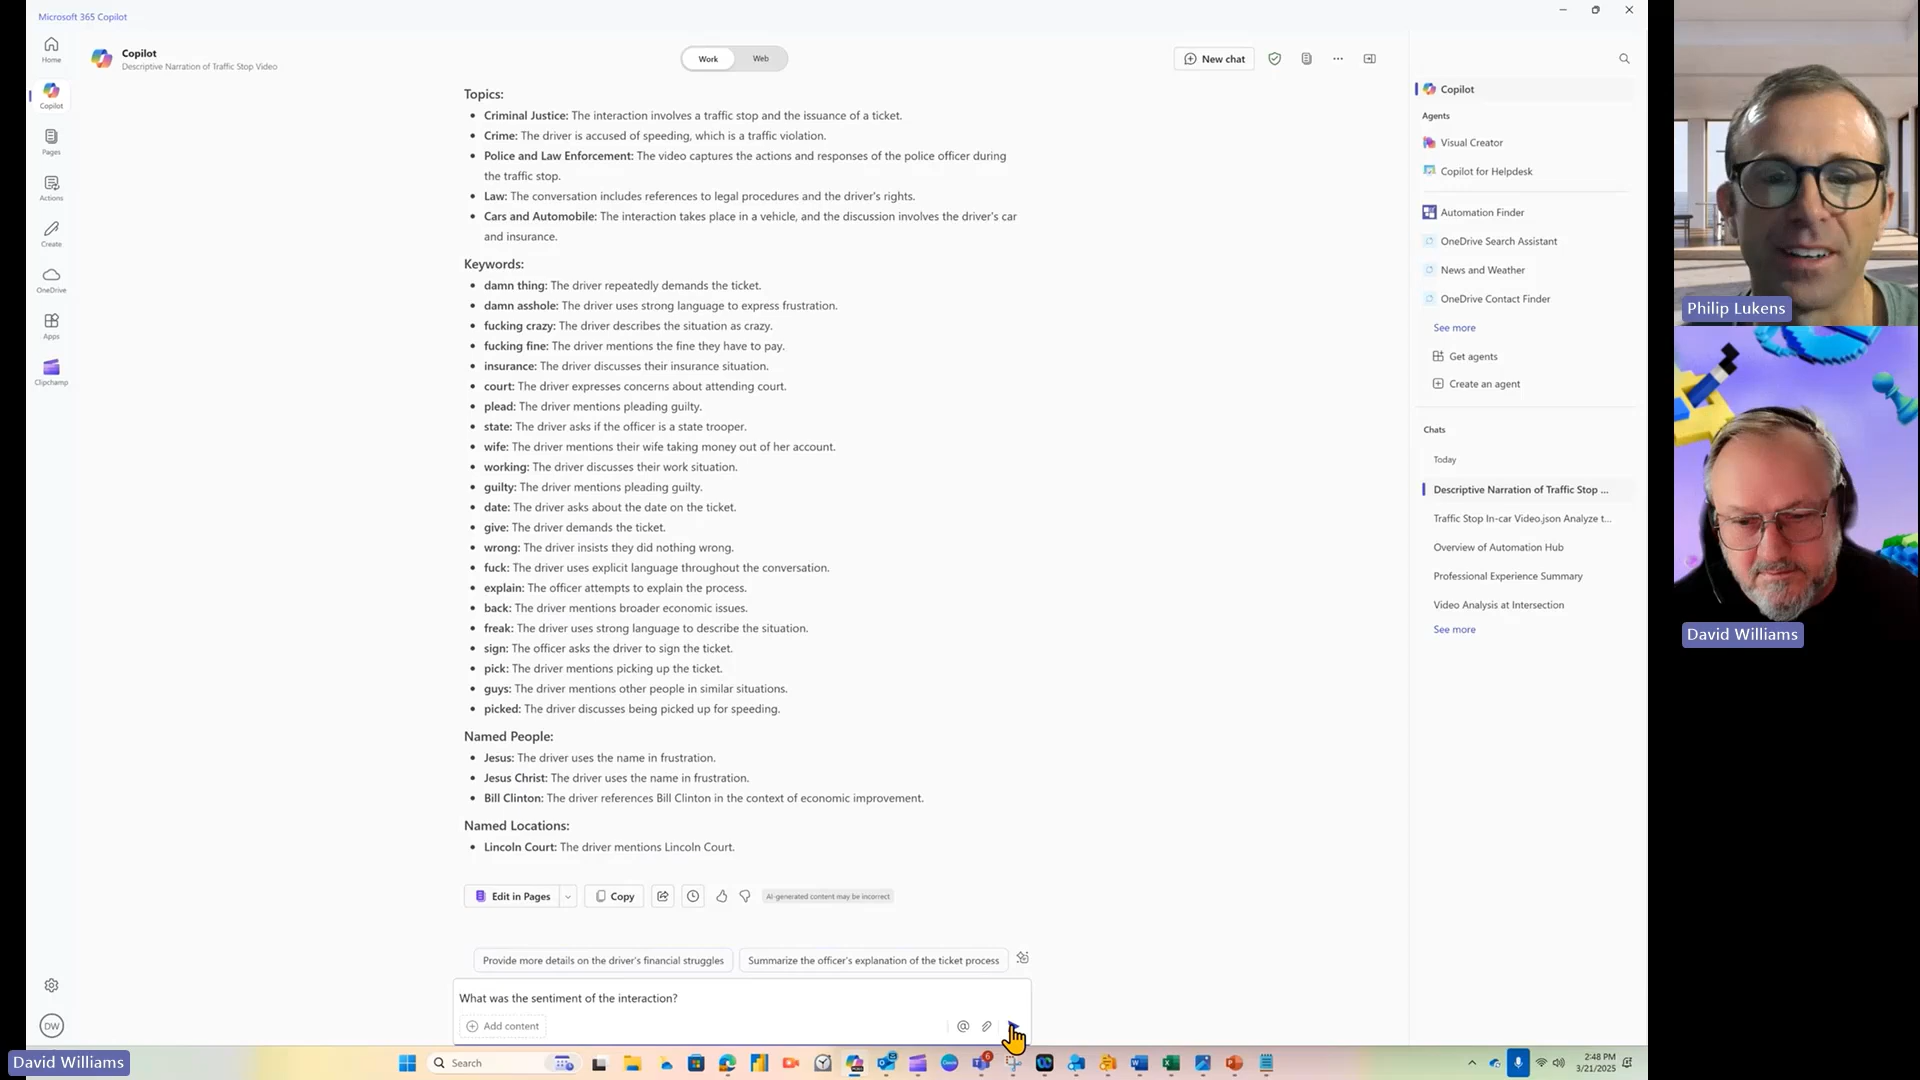 Microsoft 365 Copilot
Home
Copilot
Pages
Actions
Create
OneDrive
Apps
Clipchamp
DW
Copilot
Descriptive Narration of Traffic Stop Video
Work
Web
New chat
Topics:
Criminal Justice: The interaction involves a traffic stop and the issuance of a ticket.
Crime: The driver is accused of speeding, which is a traffic violation.
Police and Law Enforcement: The video captures the actions and responses of the police officer during
the traffic stop.
Law: The conversation includes references to legal procedures and the driver's rights.
Cars and Automobile: The interaction takes place in a vehicle, and the discussion involves the driver's car
and insurance.
Keywords:
damn thing: The driver repeatedly demands the ticket.
damn asshole: The driver uses strong language to express frustration.
fucking crazy: The driver describes the situation as crazy.
fucking fine: The driver mentions the fine they have to pay.
insurance: The driver discusses their insurance situation.
court: The driver expresses concerns about attending court.
plead: The driver mentions pleading guilty.
state: The driver asks if the officer is a state trooper.
wife: The driver mentions their wife taking money out of her account.
working: The driver discusses their work situation.
guilty: The driver mentions pleading guilty.
date: The driver asks about the date on the ticket.
give: The driver demands the ticket.
wrong: The driver insists they did nothing wrong.
fuck: The driver uses explicit language throughout the conversation.
explain: The officer attempts to explain the process.
back: The driver mentions broader economic issues.
freak: The driver uses strong language to describe the situation.
sign: The officer asks the driver to sign the ticket.
pick: The driver mentions picking up the ticket.
guys: The driver mentions other people in similar situations.
picked: The driver discusses being picked up for speeding.
Named People:
Jesus: The driver uses the name in frustration.
Jesus Christ: The driver uses the name in frustration.
Bill Clinton: The driver references Bill Clinton in the context of economic improvement.
Named Locations:
Lincoln Court: The driver mentions Lincoln Court.
Edit in Pages
Copy
AI-generated content may be incorrect
Provide more details on the driver's financial struggles
Summarize the officer's explanation of the ticket process
What was the sentiment of the interaction?
Add content
Copilot
Agents
Visual Creator
Copilot for Helpdesk
Automation Finder
OneDrive Search Assistant
News and Weather
OneDrive Contact Finder
See more
Get agents
Create an agent
Chats
Today
Descriptive Narration of Traffic Stop ...
Traffic Stop In-car Video.json Analyze t...
Overview of Automation Hub
Professional Experience Summary
Video Analysis at Intersection
See more
Philip Lukens
David Williams
David Williams
Search
6
2:48 PM
3/21/2025